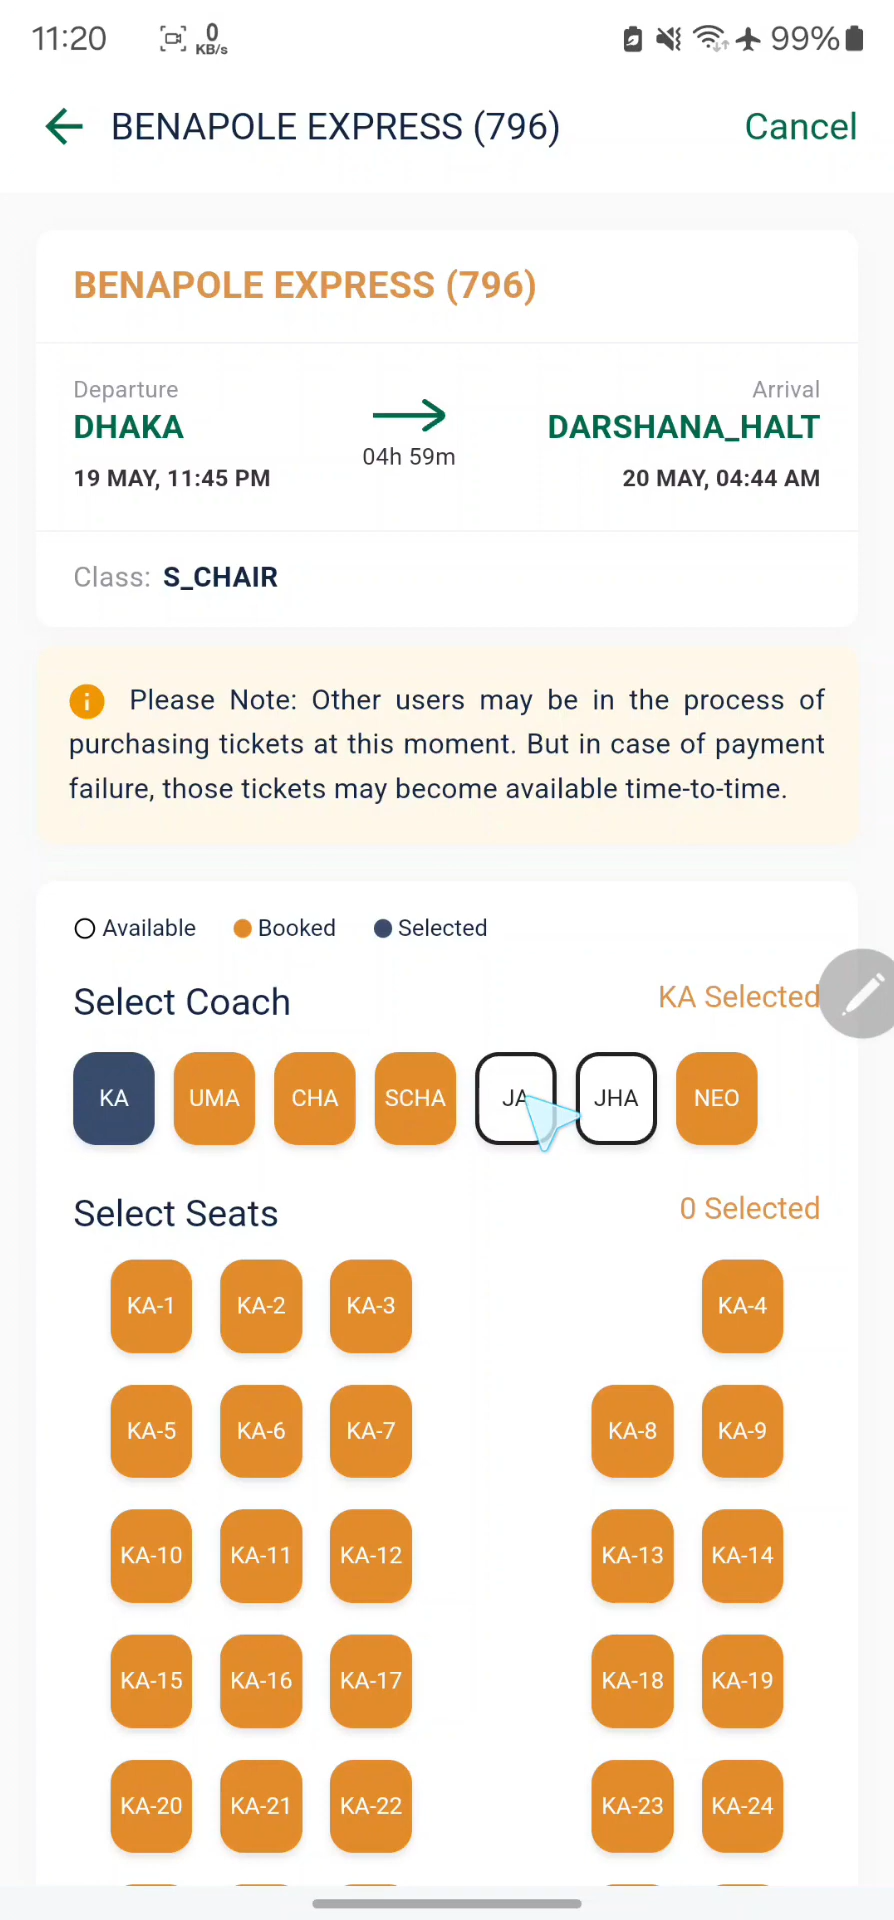 11:20 0 KB/s 99%
BENAPOLE EXPRESS (796) Cancel
BENAPOLE EXPRESS (796)
Departure Arrival
DHAKA DARSHANA_HALT
04h 59m
19 MAY, 11:45 PM 20 MAY, 04:44 AM
Class: S_CHAIR
Please Note: Other users may be in the process of
purchasing tickets at this moment. But in case of payment
failure, those tickets may become available time-to-time.
Available Booked Selected
Select Coach KA Selected
KA UMA CHA SCHA JA JHA NEO
Select Seats 0 Selected
KA-1 KA-2 KA-3 KA-4
KA-5 KA-6 KA-7 KA-8 KA-9
KA-10 KA-11 KA-12 KA-13 KA-14
KA-15 KA-16 KA-17 KA-18 KA-19
KA-20 KA-21 KA-22 KA-23 KA-24